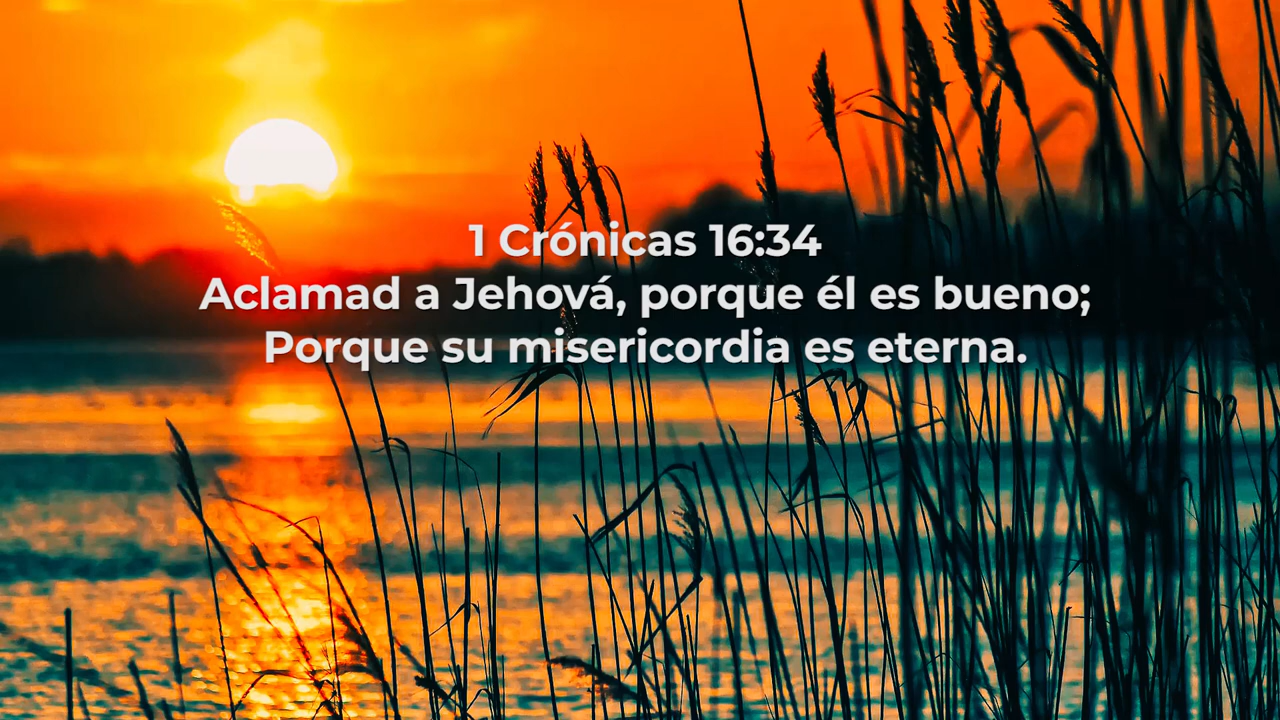 1 Crónicas 16:34
Aclamad a Jehová, porque él es bueno;
Porque su misericordia es eterna.